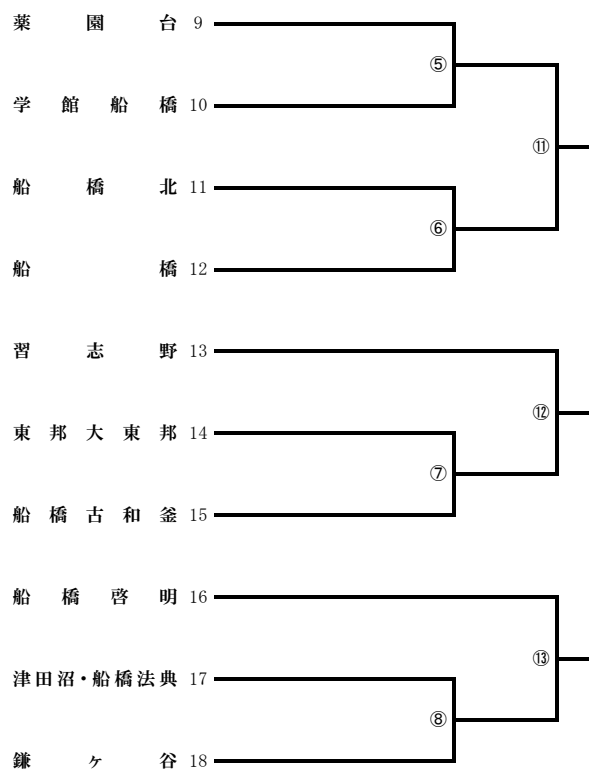 薬園台 9
⑤
学館船橋 10
⑪
船橋北 11
⑥
船橋 12
習志野 13
⑫
東邦大東邦 14
⑦
船橋古和釜 15
船橋啓明 16
⑬
津田沼・船橋法典 17
⑧
鎌ヶ谷 18